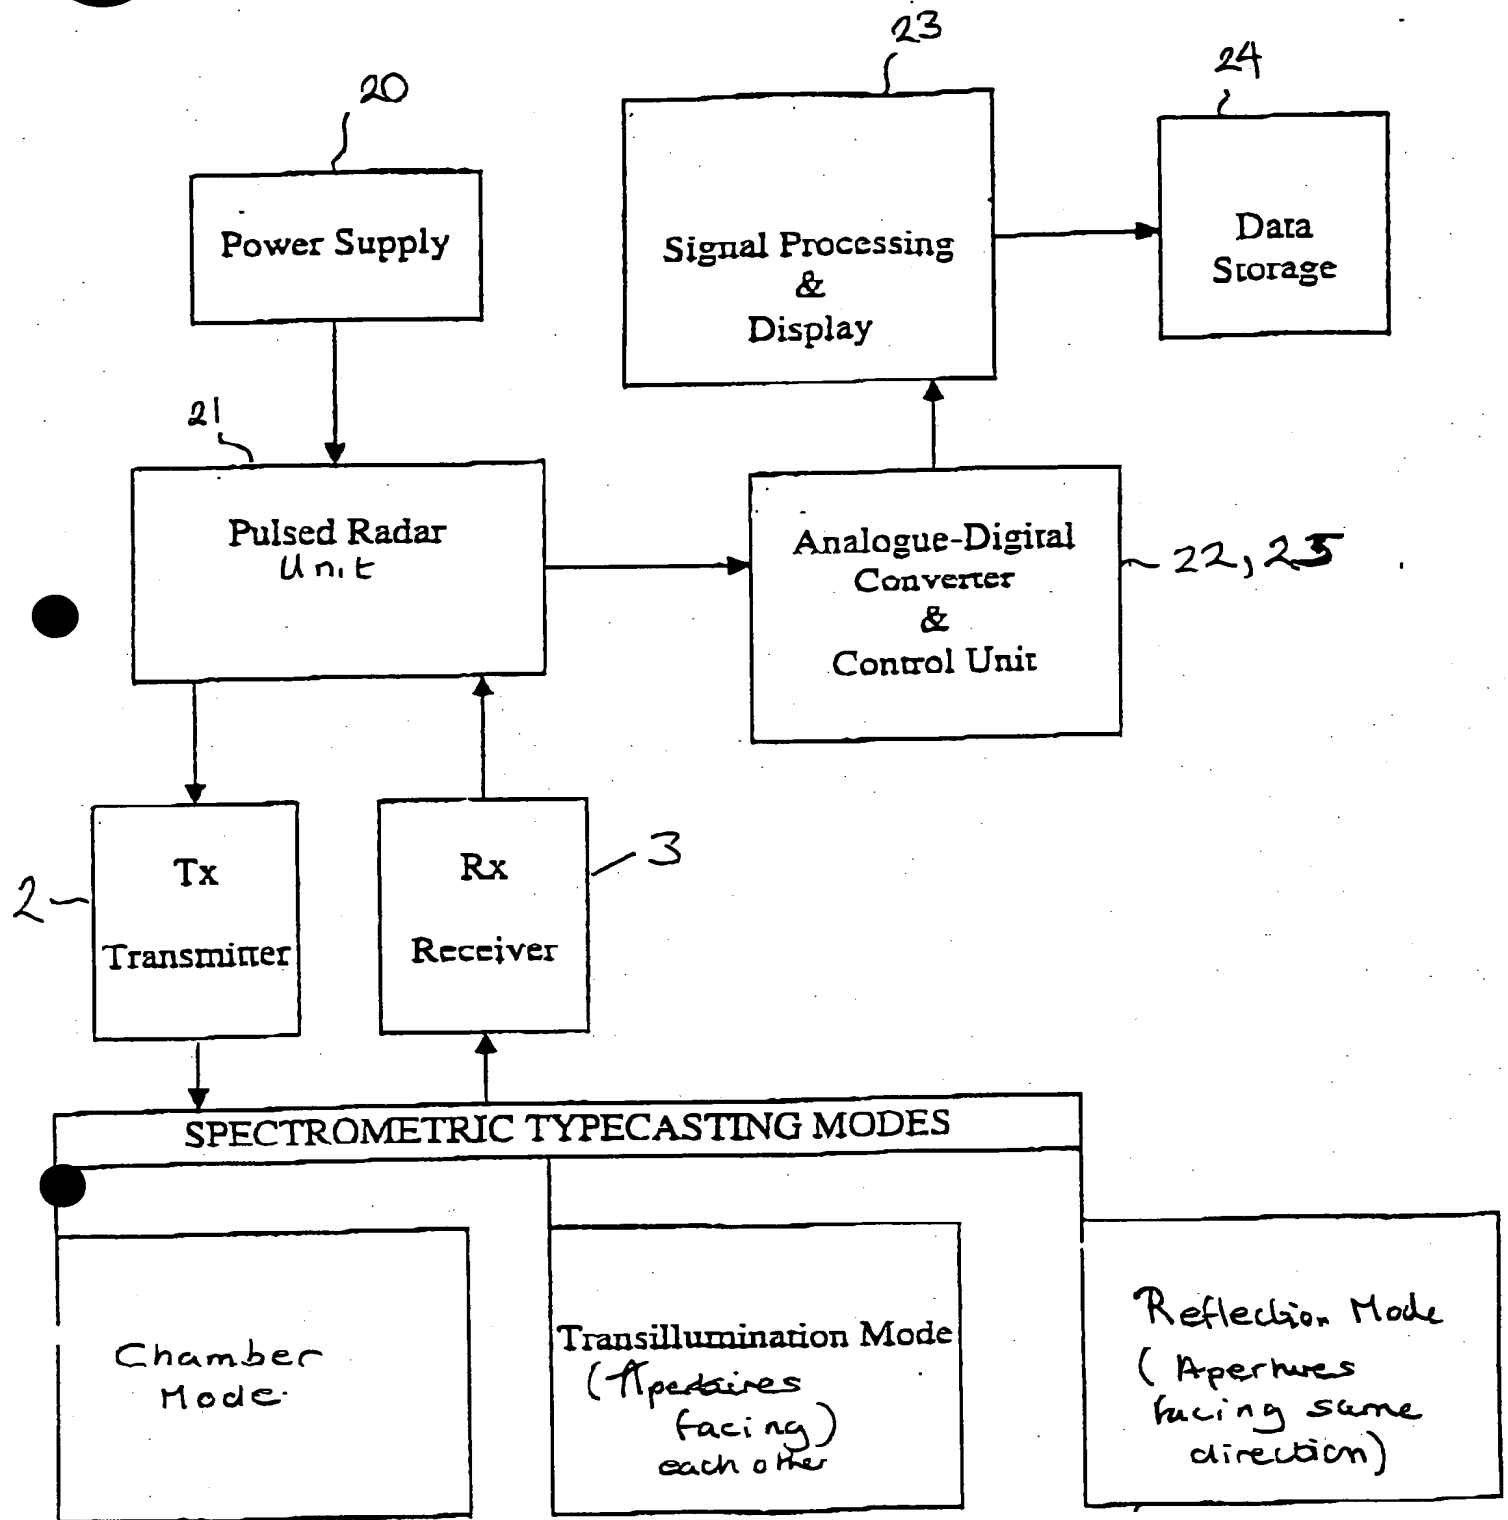 23
24
20
Power Supply
Signal Processing
&
Display
Data
Storage
21
Pulsed Radar
Unit
Analogue-Digital
Converter
&
Control Unit
22, 25
Tx
Transmitter
2
Rx
Receiver
3
SPECTROMETRIC TYPECASTING MODES
Chamber
Mode
Transillumination Mode
(Apertures
facing)
each other
Reflection Mode
(Apertures
facing same
direction)